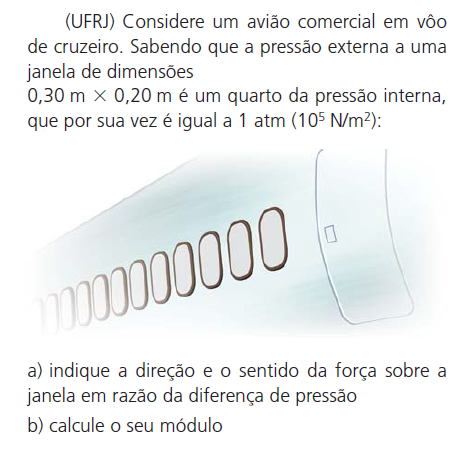 (UFRJ) Considere um avião comercial em vôo
de cruzeiro. Sabendo que a pressão externa a uma
janela de dimensões
0,30 m × 0,20 m é um quarto da pressão interna,
que por sua vez é igual a 1 atm (10⁵ N/m²):
a) indique a direção e o sentido da força sobre a
janela em razão da diferença de pressão
b) calcule o seu módulo